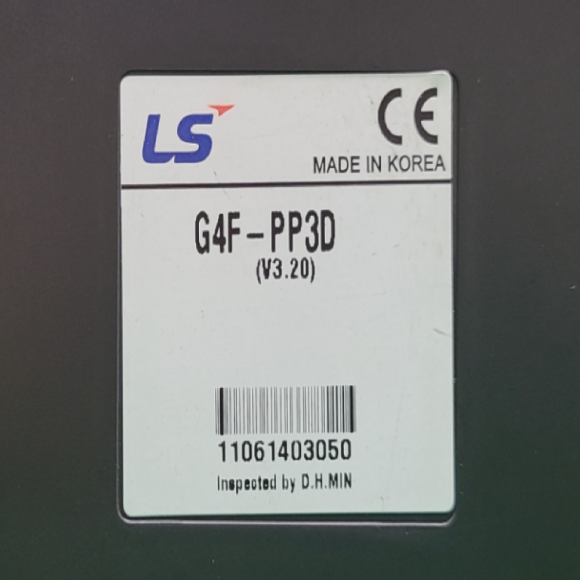 LS
CE
MADE IN KOREA
G4F-PP3D
(V3.20)
11061403050
Inspected by D.H.MIN